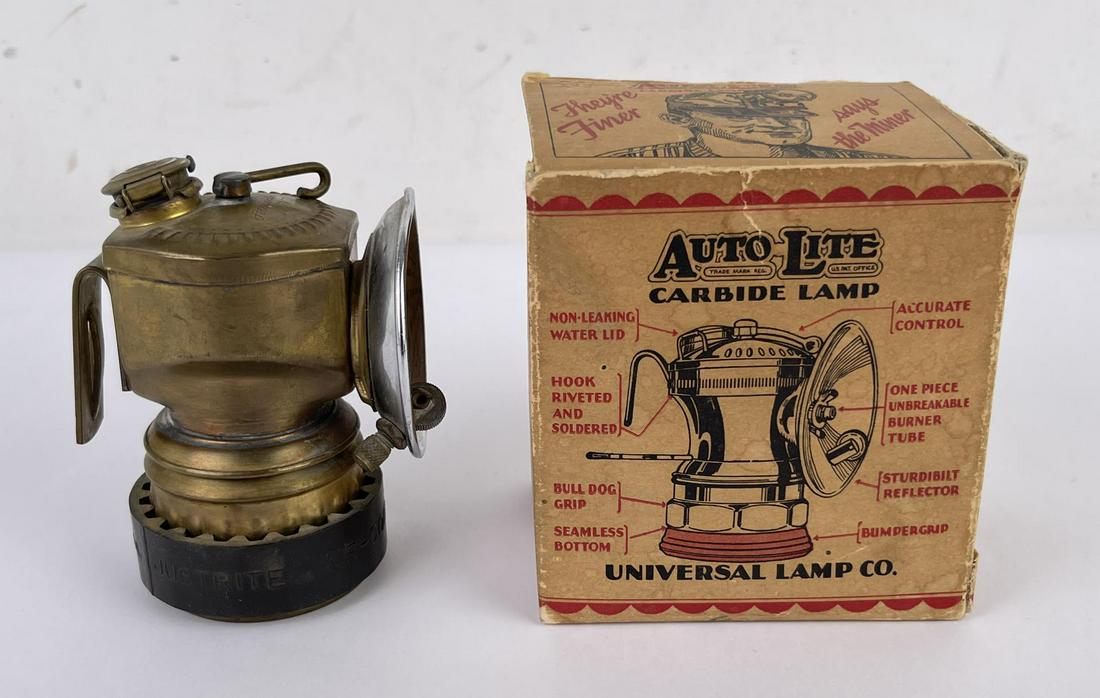 They're
Finer
says
the Miner
AUTO-LITE
TRADE MARK REG.
U.S. PAT. OFFICE
CARBIDE LAMP
NON-LEAKING
WATER LID
ACCURATE
CONTROL
HOOK
RIVETED
AND
SOLDERED
ONE PIECE
UNBREAKABLE
BURNER
TUBE
BULL DOG
GRIP
STURDIBILT
REFLECTOR
SEAMLESS
BOTTOM
BUMPERGRIP
UNIVERSAL LAMP CO.
JUSTRITE